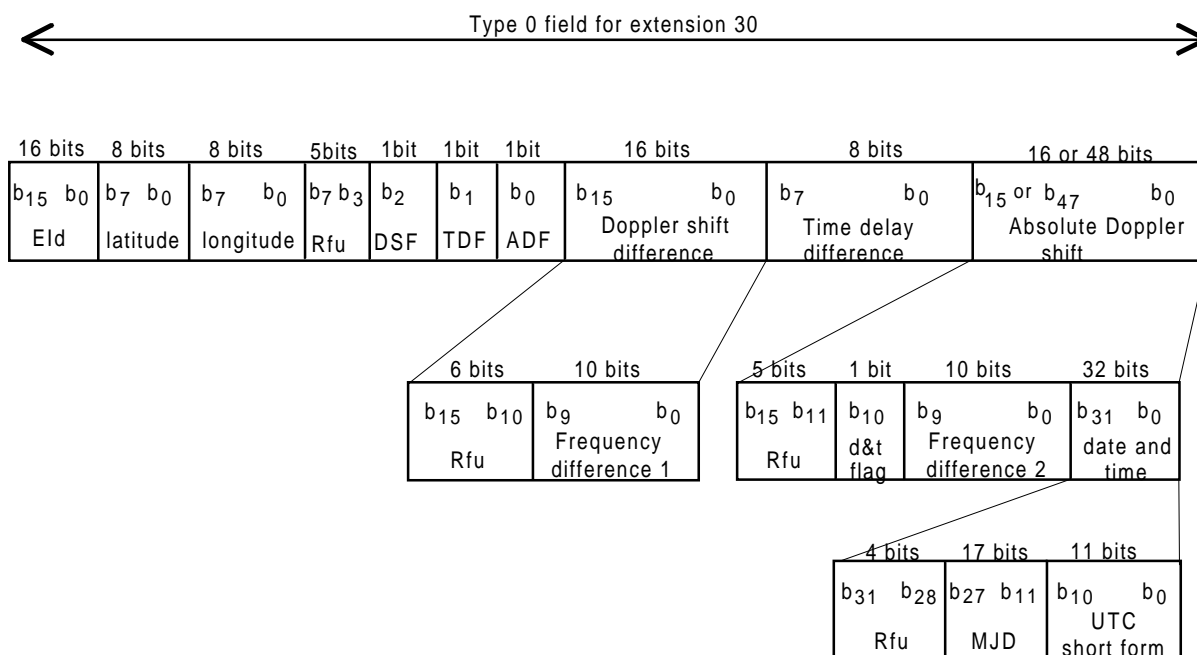 Type 0 field for extension 30
16 bits 8 bits 8 bits 5bits 1bit 1bit 1bit 16 bits 8 bits 16 or 48 bits
b15 b0 b7 b0 b7 b0 b7 b3 b2 b1 b0 b15 b0 b7 b0 b15 or b47 b0
EId latitude longitude Rfu DSF TDF ADF Doppler shift Time delay Absolute Doppler
difference difference shift
6 bits 10 bits 5 bits 1 bit 10 bits 32 bits
b15 b10 b9 b0 b15 b11 b10 b9 b0 b31 b0
Rfu Frequency Rfu d&t Frequency date and
difference 1 flag difference 2 time
4 bits 17 bits 11 bits
b31 b28 b27 b11 b10 b0
Rfu MJD UTC
short form